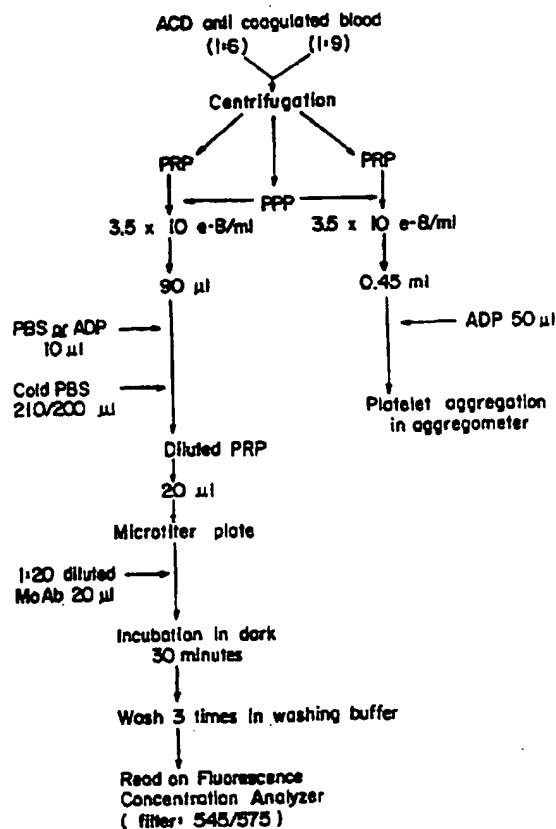 ACD anti coagulated blood
(1:6) (1:9)
Centrifugation
PRP PRP
PPP
3.5 x 10 e-8/ml 3.5 x 10 e-8/ml
90 µl 0.45 ml
PBS or ADP
10 µl
ADP 50 µl
Cold PBS
210/200 µl
Platelet aggregation
in aggregometer
Diluted PRP
20 µl
Microtiter plate
1:20 diluted
MoAb 20 µl
Incubation in dark
30 minutes
Wash 3 times in washing buffer
Read on Fluorescence
Concentration Analyzer
( filter: 545/575 )